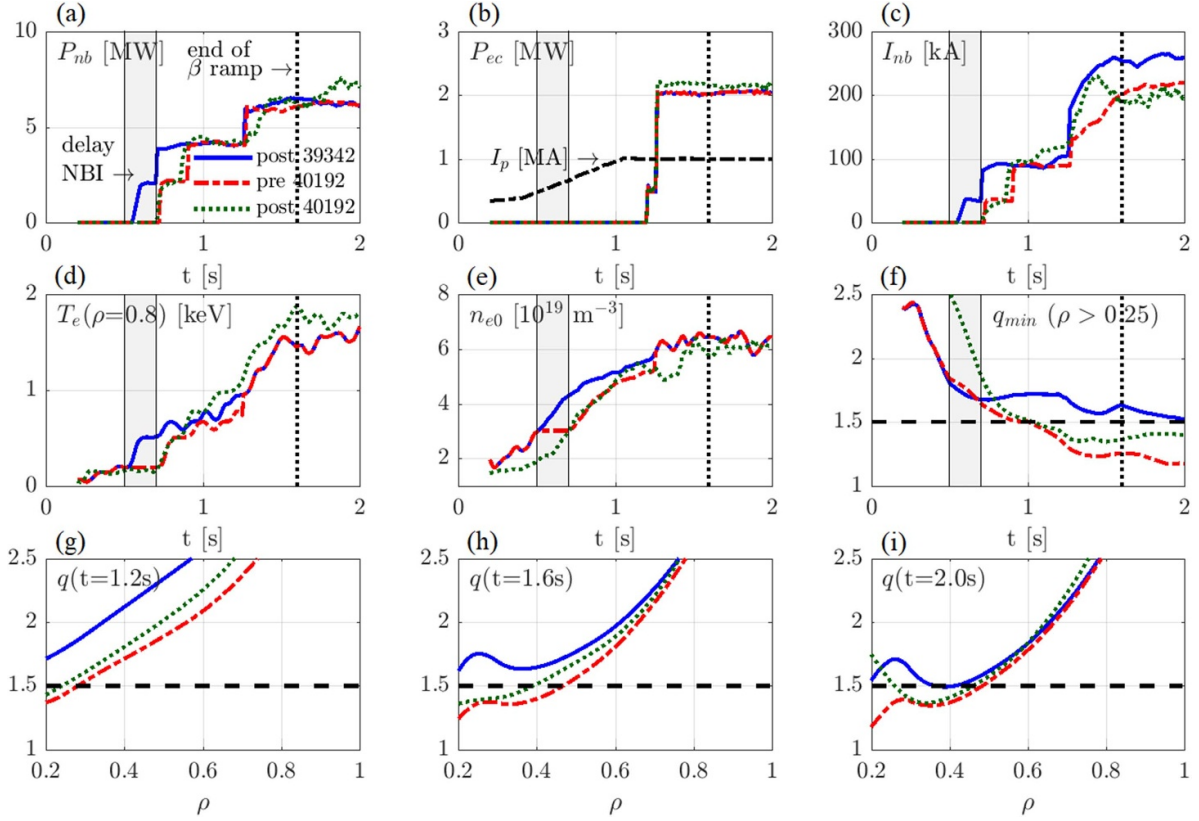 (a)
P_nb [MW]
end of
β ramp →
delay
NBI →
post 39342
pre 40192
post 40192
10
5
0
0 1 2
t [s]
(b)
P_ec [MW]
I_p [MA] →
3
2
1
0
0 1 2
t [s]
(c)
I_nb [kA]
300
200
100
0
0 1 2
t [s]
(d)
T_e(ρ=0.8) [keV]
2
1
0
0 1 2
t [s]
(e)
n_e0 [10^19 m^-3]
8
6
4
2
0 1 2
t [s]
(f)
q_min (ρ > 0.25)
2.5
2
1.5
1
0 1 2
t [s]
(g)
q(t=1.2s)
2.5
2
1.5
1
0.2 0.4 0.6 0.8 1
ρ
(h)
q(t=1.6s)
2.5
2
1.5
1
0.2 0.4 0.6 0.8 1
ρ
(i)
q(t=2.0s)
2.5
2
1.5
1
0.2 0.4 0.6 0.8 1
ρ